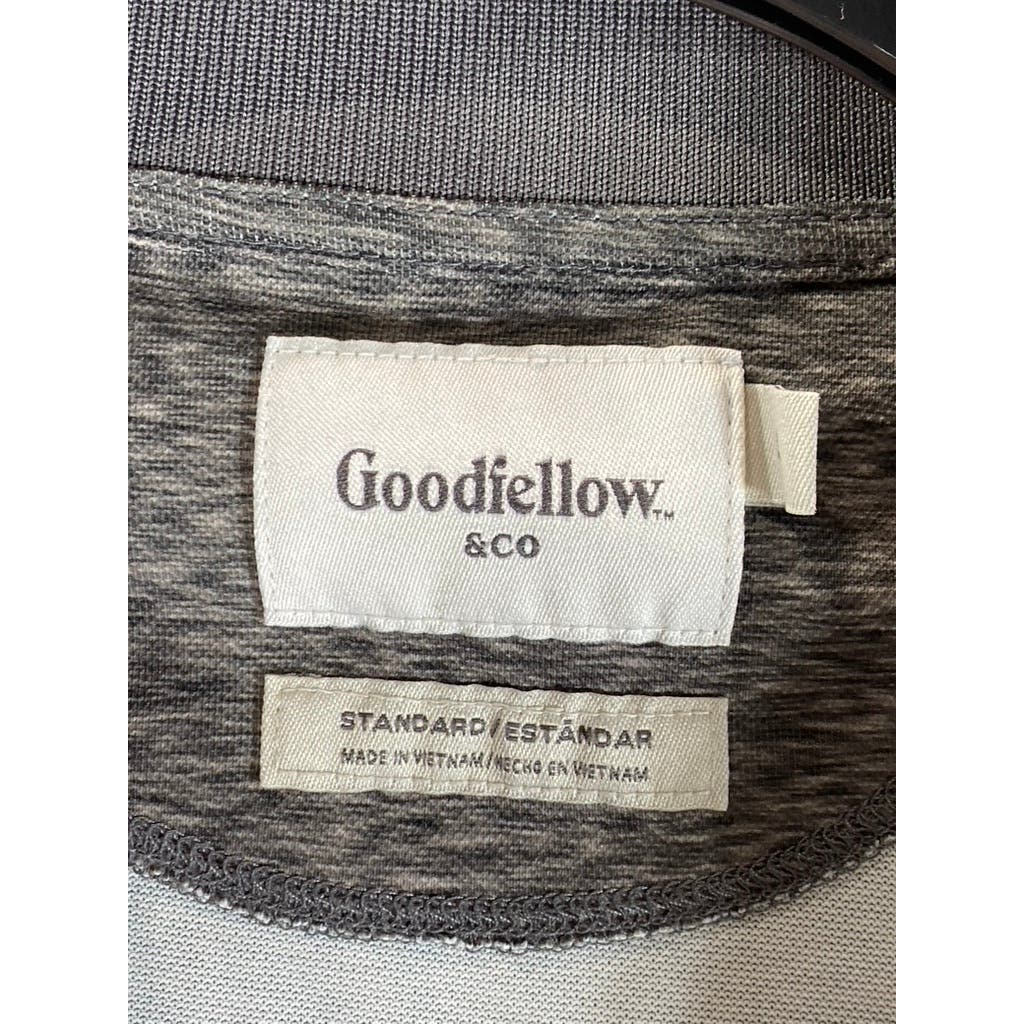 Goodfellow™
&CO
STANDARD/ESTÁNDAR
MADE IN VIETNAM/HECHO EN VIETNAM